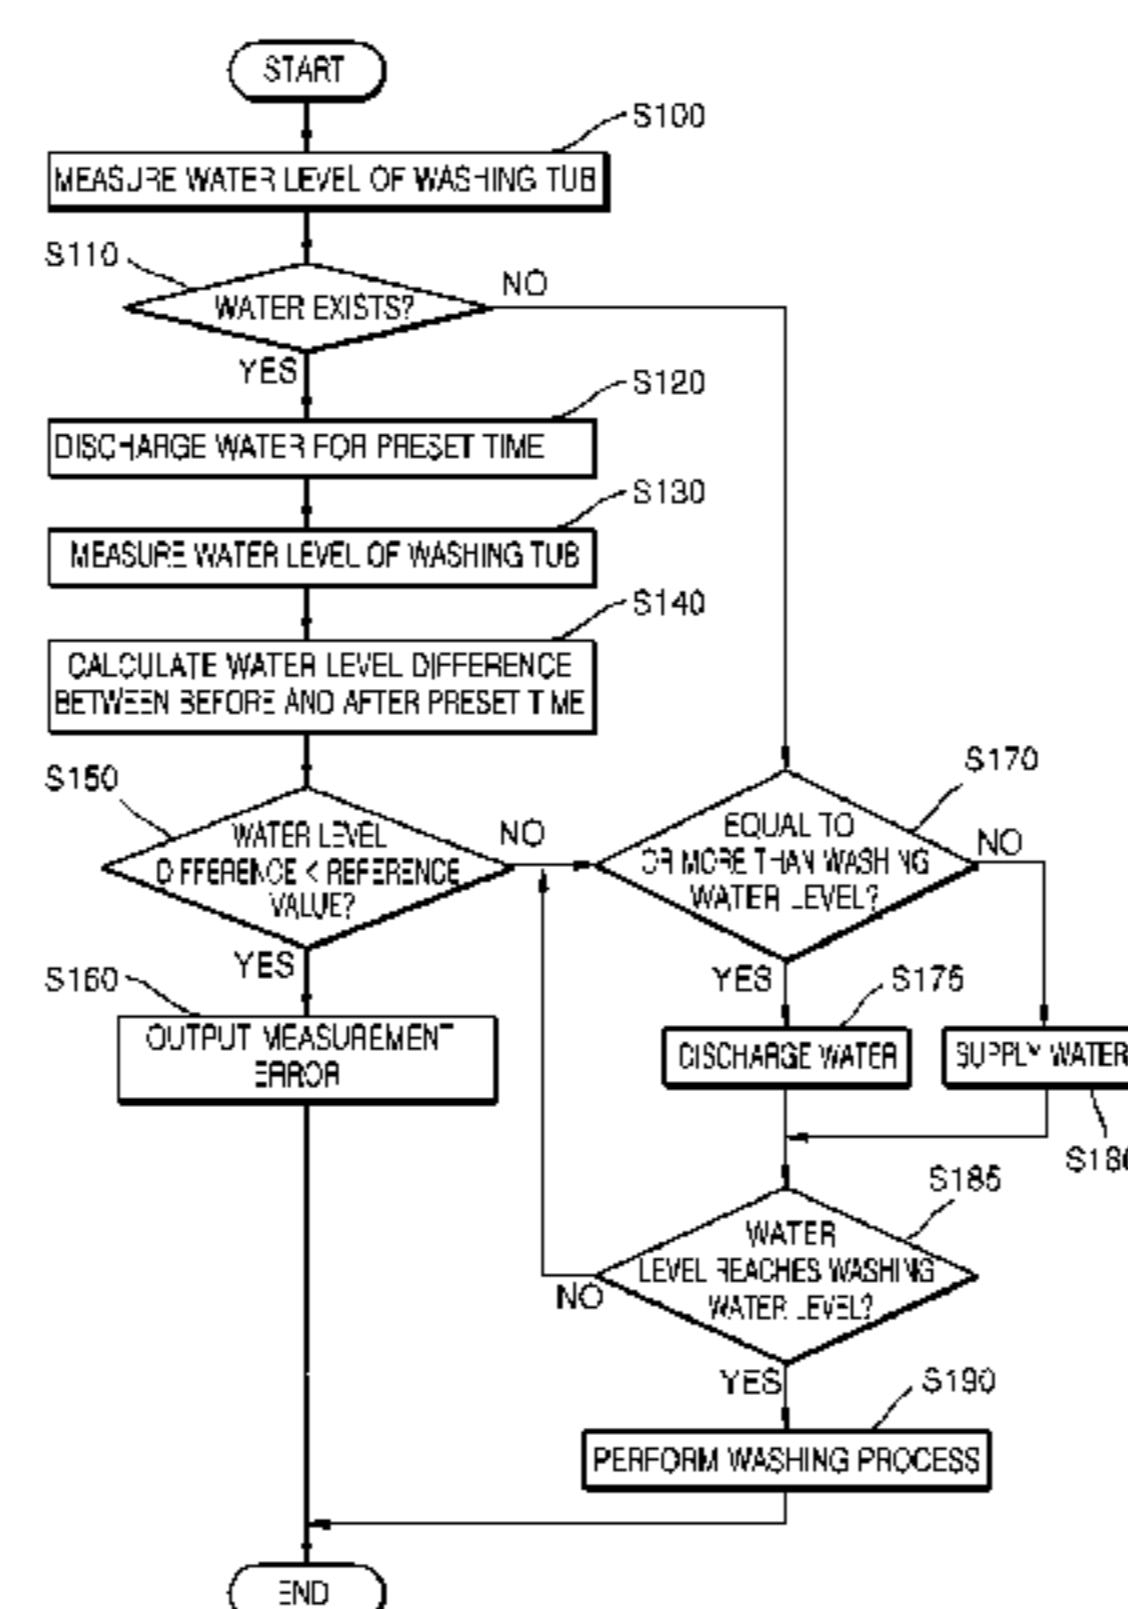 START
S100
MEASURE WATER LEVEL OF WASHING TUB
S110
NO
WATER EXISTS?
YES
S120
DISCHARGE WATER FOR PRESET TIME
S130
MEASURE WATER LEVEL OF WASHING TUB
S140
CALCULATE WATER LEVEL DIFFERENCE
BETWEEN BEFORE AND AFTER PRESET TIME
S150
WATER LEVEL
DIFFERENCE < REFERENCE
VALUE?
NO
YES
S160
OUTPUT MEASUREMENT
ERROR
S170
EQUAL TO
OR MORE THAN WASHING
WATER LEVEL?
NO
YES
S175
DISCHARGE WATER
SUPPLY WATER
S180
S185
WATER
LEVEL REACHES WASHING
WATER LEVEL?
NO
YES
S190
PERFORM WASHING PROCESS
END